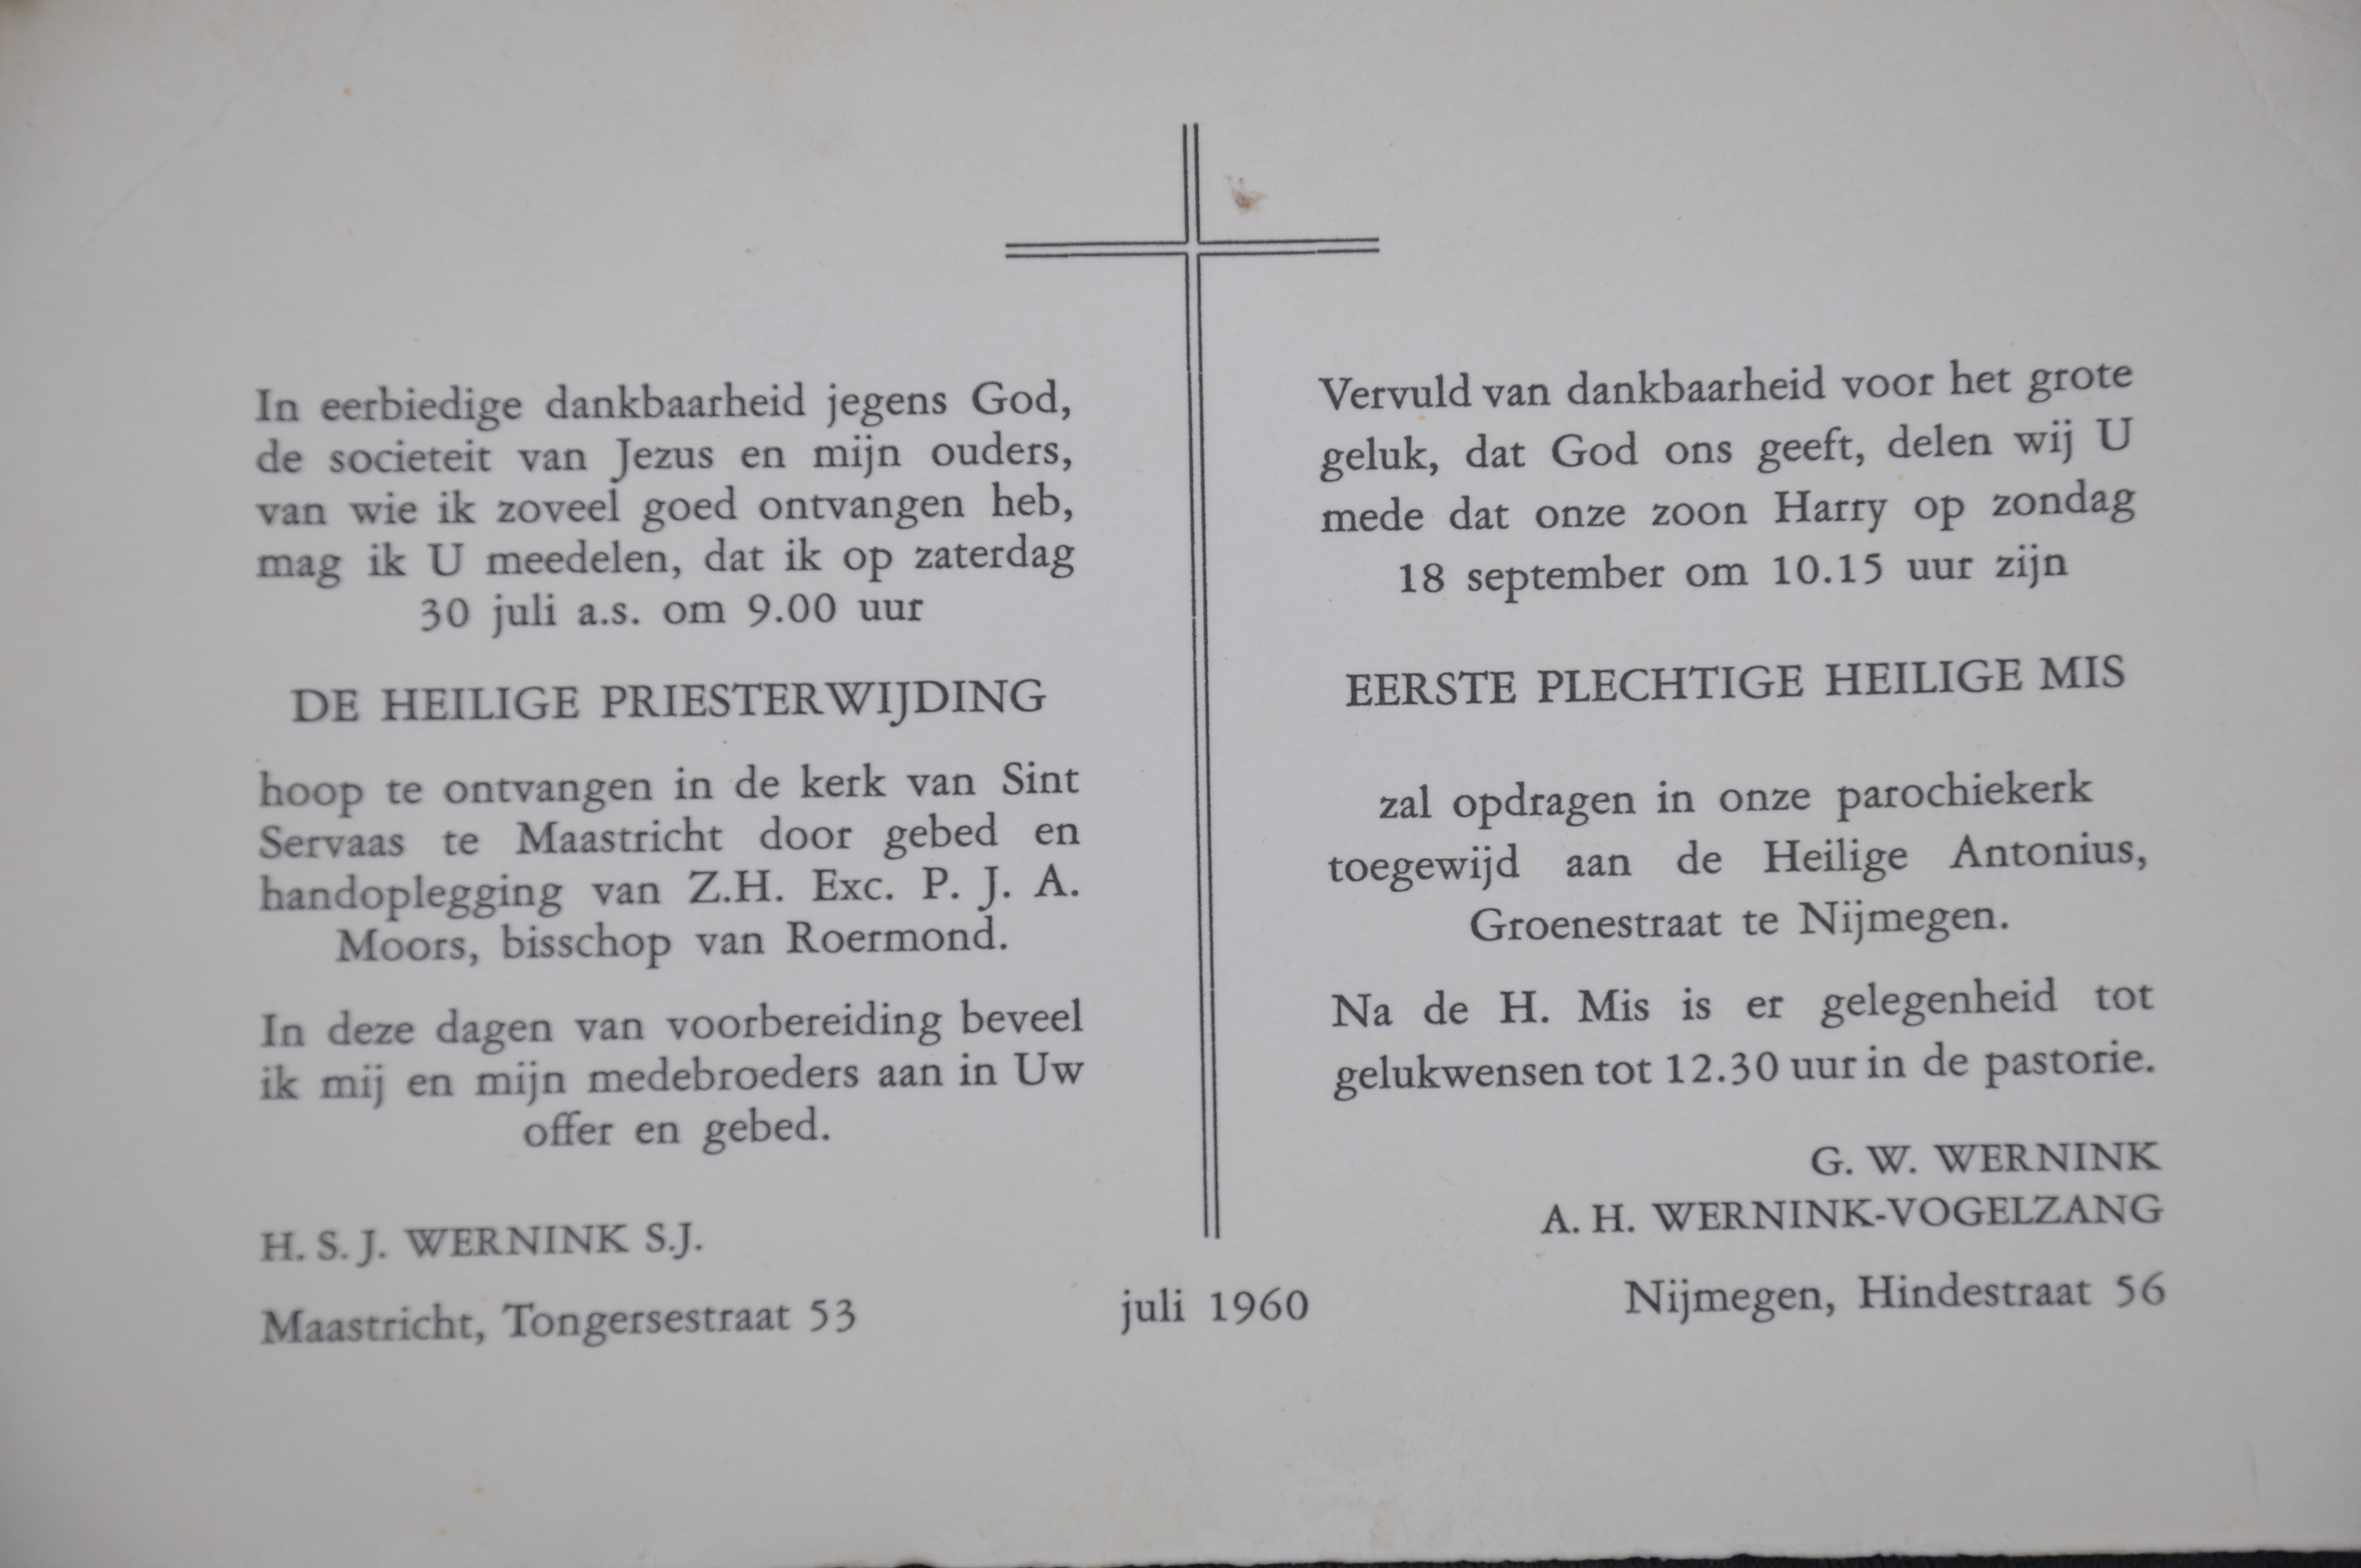 In eerbiedige dankbaarheid jegens God,
de societeit van Jezus en mijn ouders,
van wie ik zoveel goed ontvangen heb,
mag ik U meedelen, dat ik op zaterdag
30 juli a.s. om 9.00 uur
DE HEILIGE PRIESTERWIJDING
hoop te ontvangen in de kerk van Sint
Servaas te Maastricht door gebed en
handoplegging van Z.H. Exc. P. J. A.
Moors, bisschop van Roermond.
In deze dagen van voorbereiding beveel
ik mij en mijn medebroeders aan in Uw
offer en gebed.
H. S. J. WERNINK S.J.
Maastricht, Tongersestraat 53
juli 1960
Vervuld van dankbaarheid voor het grote
geluk, dat God ons geeft, delen wij U
mede dat onze zoon Harry op zondag
18 september om 10.15 uur zijn
EERSTE PLECHTIGE HEILIGE MIS
zal opdragen in onze parochiekerk
toegewijd aan de Heilige Antonius,
Groenestraat te Nijmegen.
Na de H. Mis is er gelegenheid tot
gelukwensen tot 12.30 uur in de pastorie.
G. W. WERNINK
A. H. WERNINK-VOGELZANG
Nijmegen, Hindestraat 56